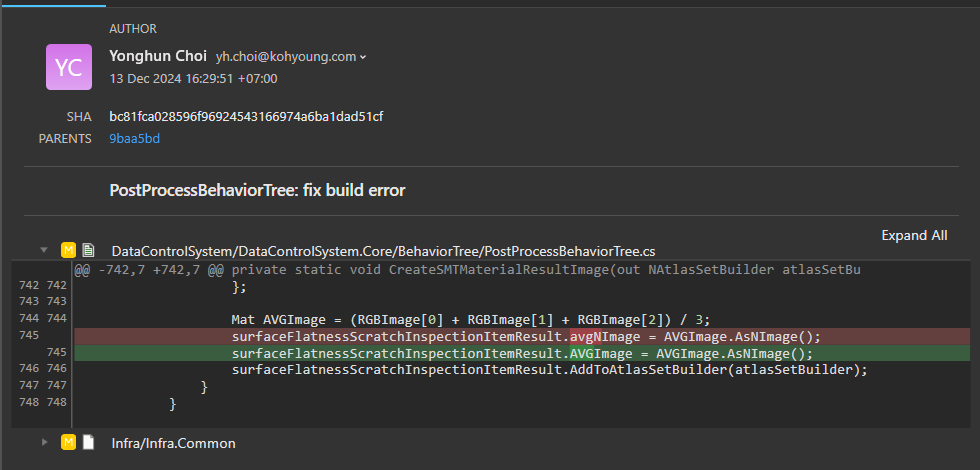 AUTHOR
YC
Yonghun Choi yh.choi@kohyoung.com
13 Dec 2024 16:29:51 +07:00
SHA bc81fca028596f96924543166974a6ba1dad51cf
PARENTS 9baa5bd
PostProcessBehaviorTree: fix build error
Expand All
M DataControlSystem/DataControlSystem.Core/BehaviorTree/PostProcessBehaviorTree.cs
@@ -742,7 +742,7 @@ private static void CreateSMTMaterialResultImage(out NAtlasSetBuilder atlasSetBu
742 742 };
743 743
744 744 Mat AVGImage = (RGBImage[0] + RGBImage[1] + RGBImage[2]) / 3;
745 surfaceFlatnessScratchInspectionItemResult.avgNImage = AVGImage.AsNImage();
745 surfaceFlatnessScratchInspectionItemResult.AVGImage = AVGImage.AsNImage();
746 746 surfaceFlatnessScratchInspectionItemResult.AddToAtlasSetBuilder(atlasSetBuilder);
747 747 }
748 748 }
M Infra/Infra.Common